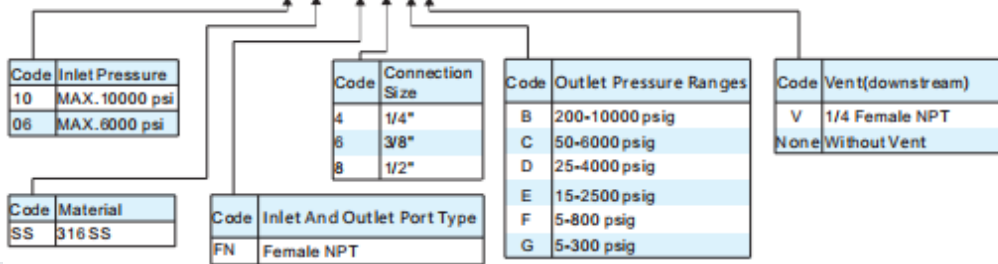 Code Inlet Pressure
10 MAX.10000 psi
06 MAX.6000 psi
Code Material
SS 316SS
Code Inlet And Outlet Port Type
FN Female NPT
Code Connection Size
4 1/4"
6 3/8"
8 1/2"
Code Outlet Pressure Ranges
B 200-10000 psig
C 50-6000 psig
D 25-4000 psig
E 15-2500 psig
F 5-800 psig
G 5-300 psig
Code Vent(downstream)
V 1/4 Female NPT
None Without Vent